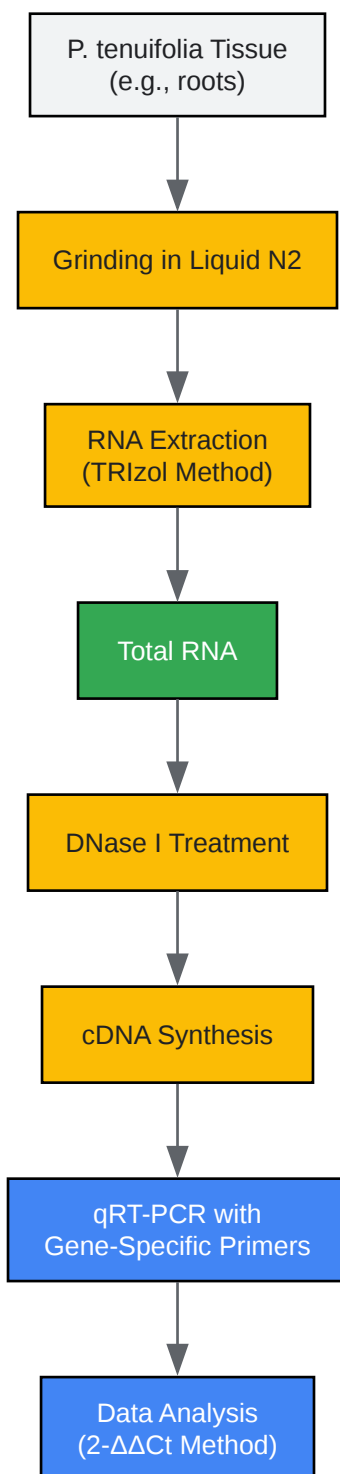 P. tenuifolia Tissue
(e.g., roots)
Grinding in Liquid N2
RNA Extraction
(TRIzol Method)
Total RNA
DNase I Treatment
cDNA Synthesis
qRT-PCR with
Gene-Specific Primers
Data Analysis
(2-ΔΔCt Method)